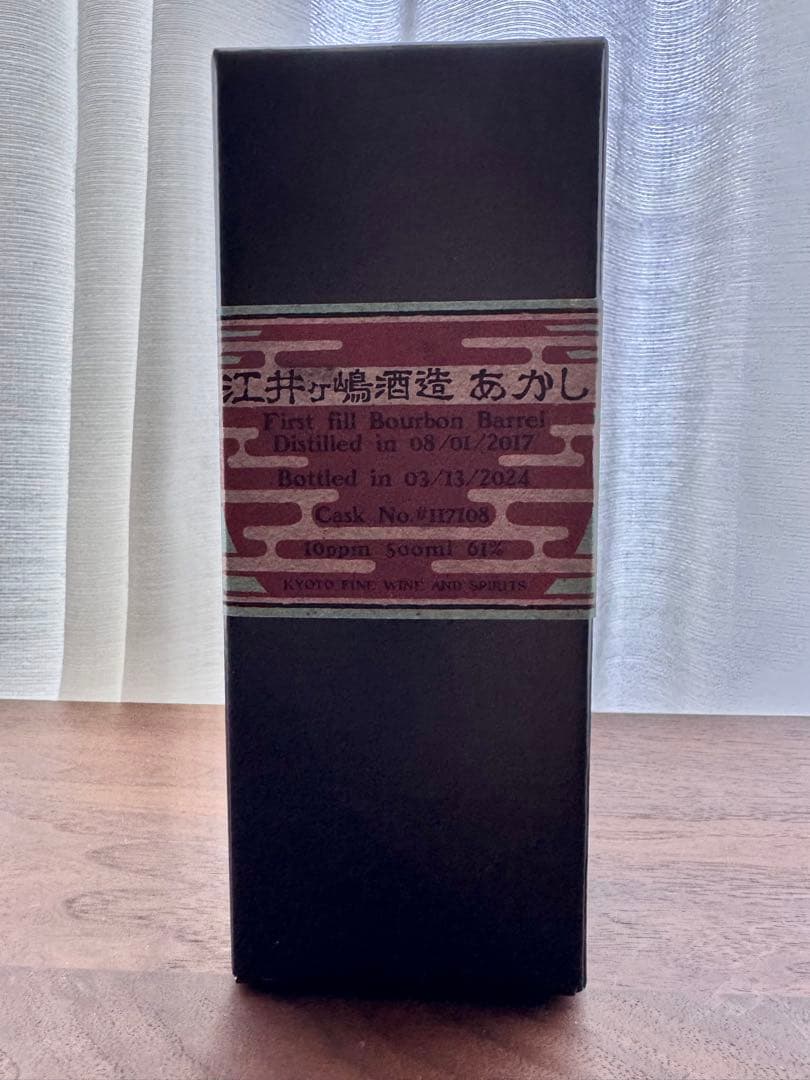 江井ヶ嶋酒造 あかし
First fill Bourbon Barrel
Distilled in 08/01/2017
Bottled in 03/13/2024
Cask No.#117108
10ppm 500ml 61%
KYOTO FINE WINE AND SPIRITS